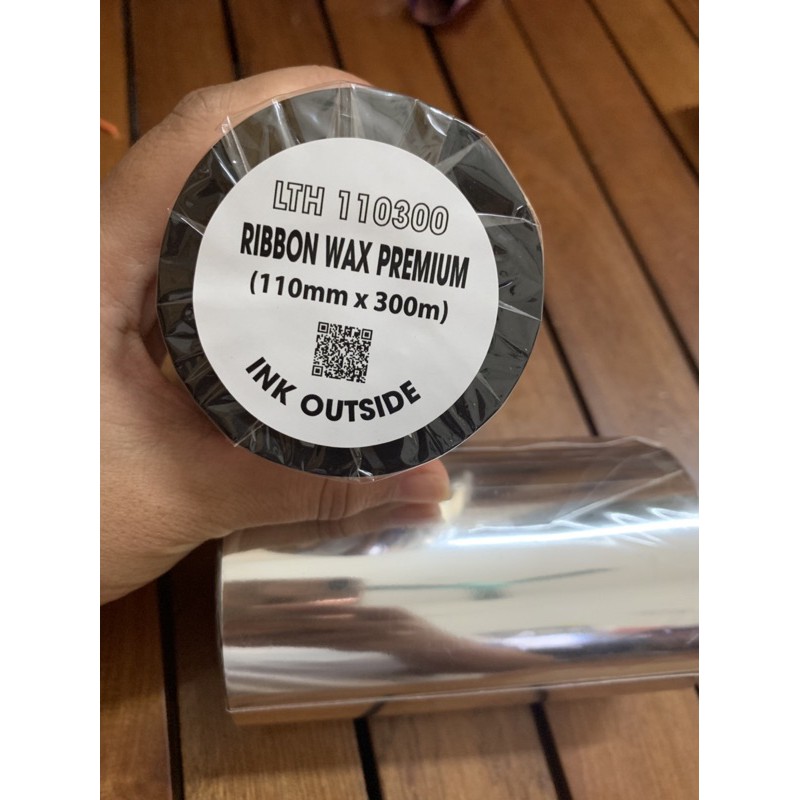 LTH 110300
RIBBON WAX PREMIUM
(110mm x 300m)
INK OUTSIDE